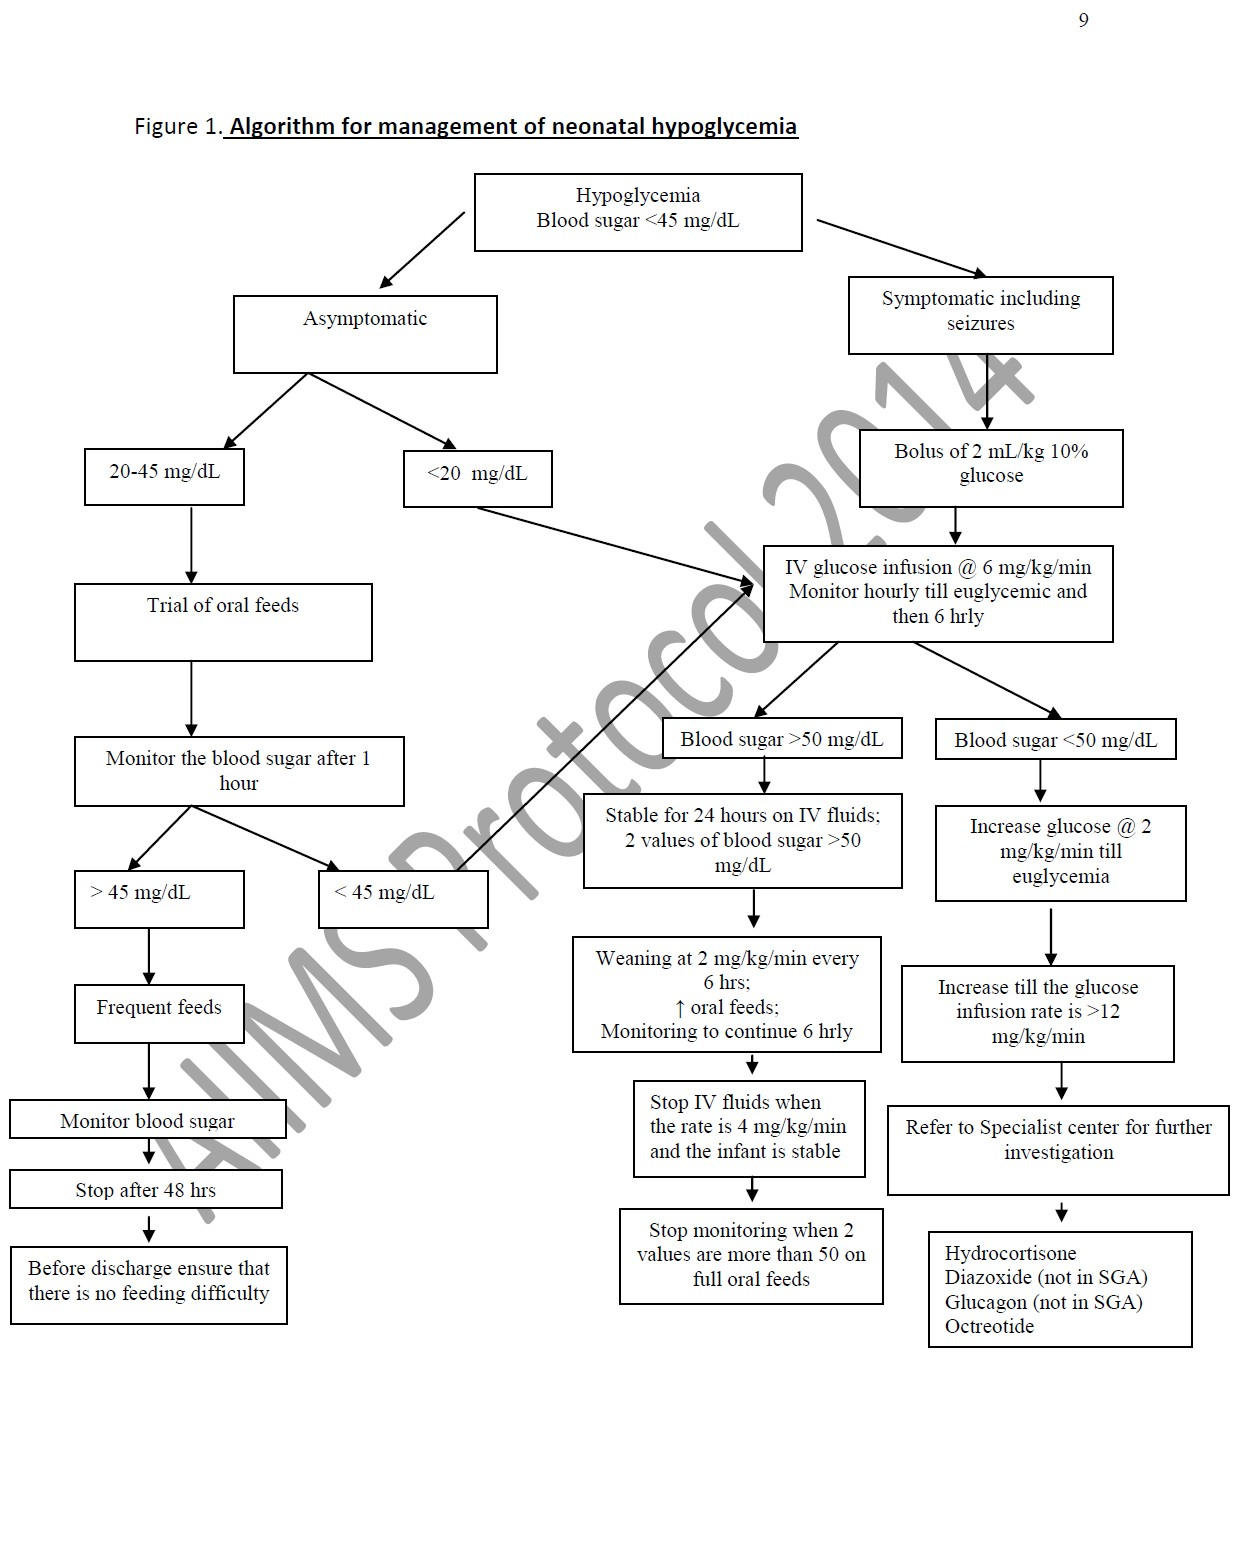 9
Figure 1. Algorithm for management of neonatal hypoglycemia
Hypoglycemia
Blood sugar <45 mg/dL
Asymptomatic
Symptomatic including
seizures
20-45 mg/dL
<20  mg/dL
Bolus of 2 mL/kg 10%
glucose
Trial of oral feeds
IV glucose infusion @ 6 mg/kg/min
Monitor hourly till euglycemic and
then 6 hrly
Monitor the blood sugar after 1
hour
Blood sugar >50 mg/dL
Blood sugar <50 mg/dL
> 45 mg/dL
< 45 mg/dL
Stable for 24 hours on IV fluids;
2 values of blood sugar >50
mg/dL
Increase glucose @ 2
mg/kg/min till
euglycemia
Frequent feeds
Weaning at 2 mg/kg/min every
6 hrs;
↑ oral feeds;
Monitoring to continue 6 hrly
Increase till the glucose
infusion rate is >12
mg/kg/min
Monitor blood sugar
Stop IV fluids when
the rate is 4 mg/kg/min
and the infant is stable
Refer to Specialist center for further
investigation
Stop after 48 hrs
Before discharge ensure that
there is no feeding difficulty
Stop monitoring when 2
values are more than 50 on
full oral feeds
Hydrocortisone
Diazoxide (not in SGA)
Glucagon (not in SGA)
Octreotide
AIIMS Protocol 2014